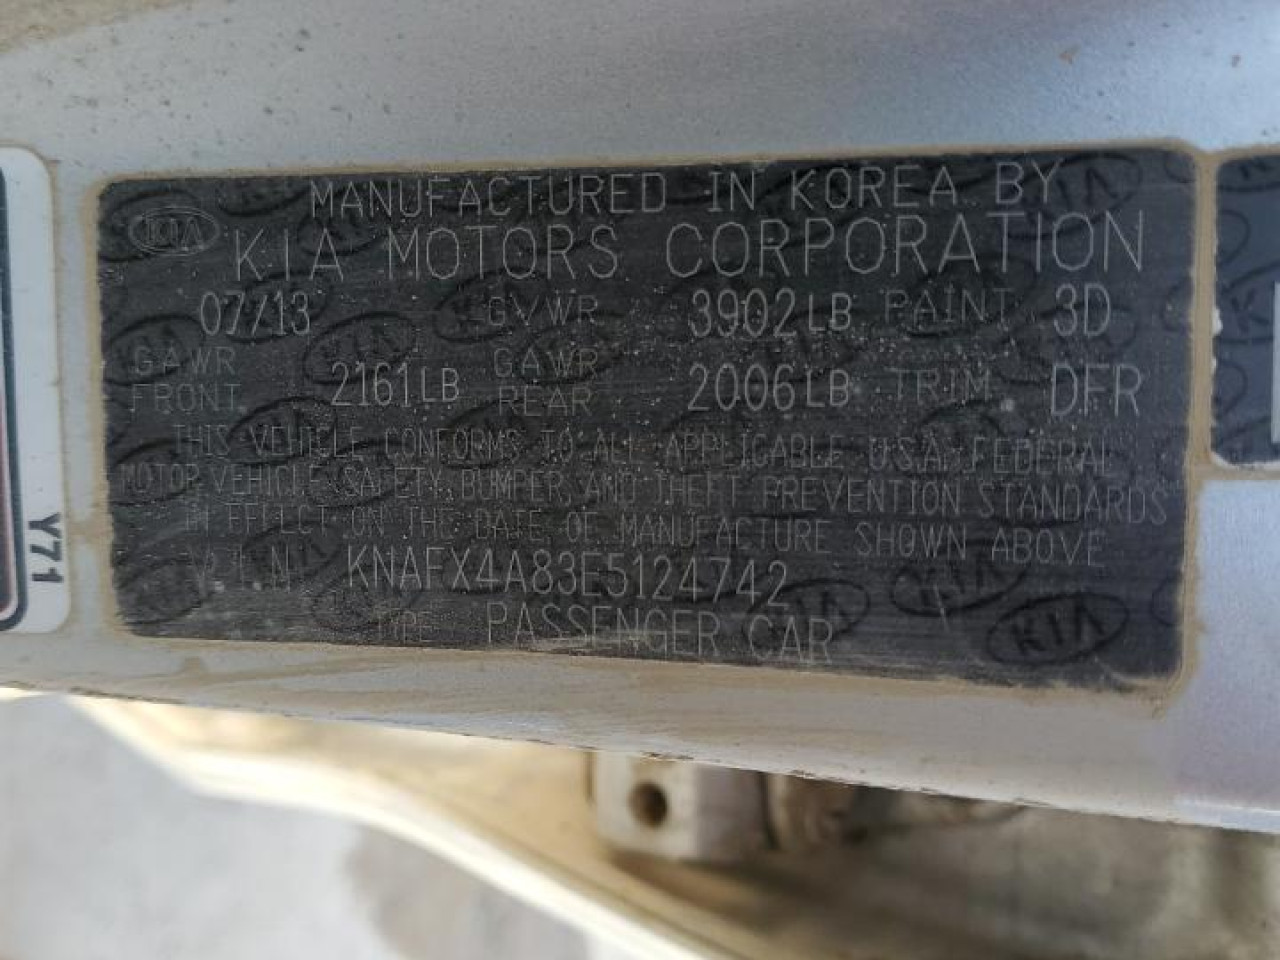 MANUFACTURED IN KOREA BY
KIA
KIA MOTORS CORPORATION
07/13 GVWR 3902LB PAINT 3D
GAWR FRONT 2161LB GAWR REAR 2006LB TRIM DFR
THIS VEHICLE CONFORMS TO ALL APPLICABLE U.S.A. FEDERAL
MOTOR VEHICLE SAFETY, BUMPER, AND THEFT PREVENTION STANDARDS
IN EFFECT ON THE DATE OF MANUFACTURE SHOWN ABOVE
V.I.N. KNAFX4A83E5124742
TYPE PASSENGER CAR
Y71